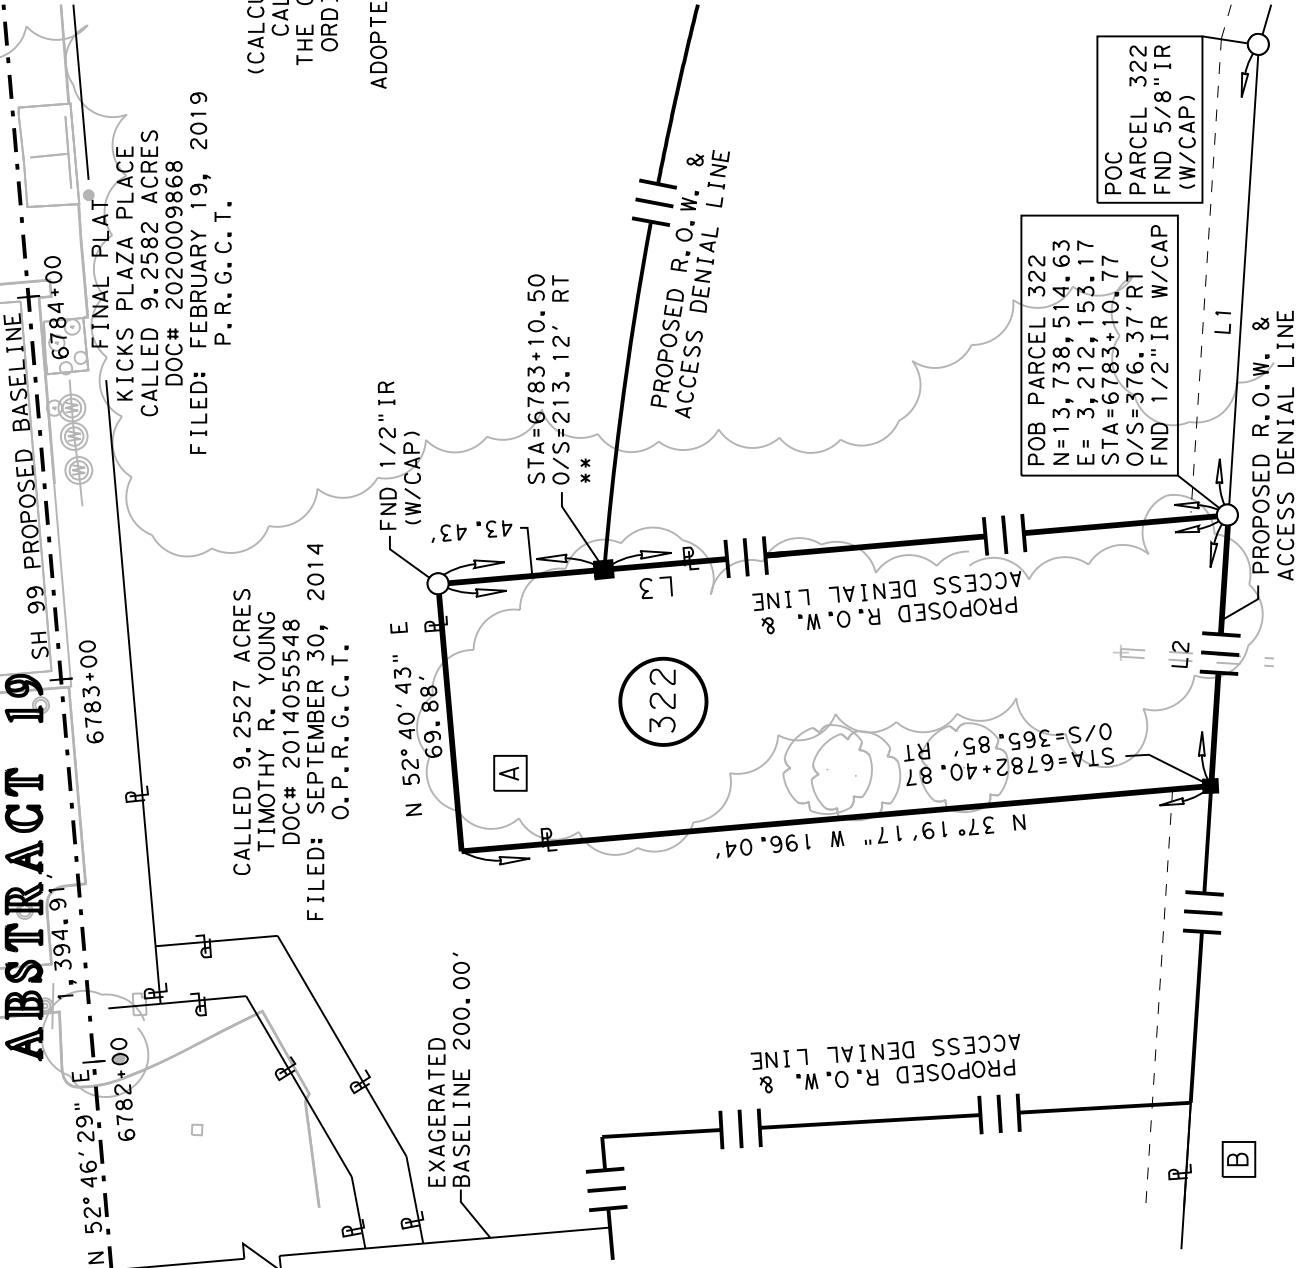 ABSTRACT 19
SH 99 PROPOSED BASELINE
N 52°46'29" E
1,394.91'
6782+00
6783+00
6784+00
FINAL PLAT
KICKS PLAZA PLACE
CALLED 9.2582 ACRES
DOC# 2020009868
FILED: FEBRUARY 19, 2019
P.R.G.C.T.
(CALCU
CAL
THE C
ORDI
ADOPTE
CALLED 9.2527 ACRES
TIMOTHY R. YOUNG
DOC# 2014055548
FILED: SEPTEMBER 30, 2014
O.P.R.G.C.T.
FND 1/2"IR
(W/CAP)
43.43'
STA=6783+10.50
O/S=213.12' RT
**
PROPOSED R.O.W. &
ACCESS DENIAL LINE
POC
PARCEL 322
FND 5/8"IR
(W/CAP)
POB PARCEL 322
N=13,738,514.63
E= 3,212,153.17
STA=6783+10.77
O/S=376.37'RT
FND 1/2"IR W/CAP
L1
PROPOSED R.O.W. &
ACCESS DENIAL LINE
L2
L3
PROPOSED R.O.W. &
ACCESS DENIAL LINE
N 52°40'43" E
69.88'
322
A
STA=6782+40.87
O/S=365.85' RT
N 37°19'17" W 196.04'
EXAGERATED
BASELINE 200.00'
PROPOSED R.O.W. &
ACCESS DENIAL LINE
B